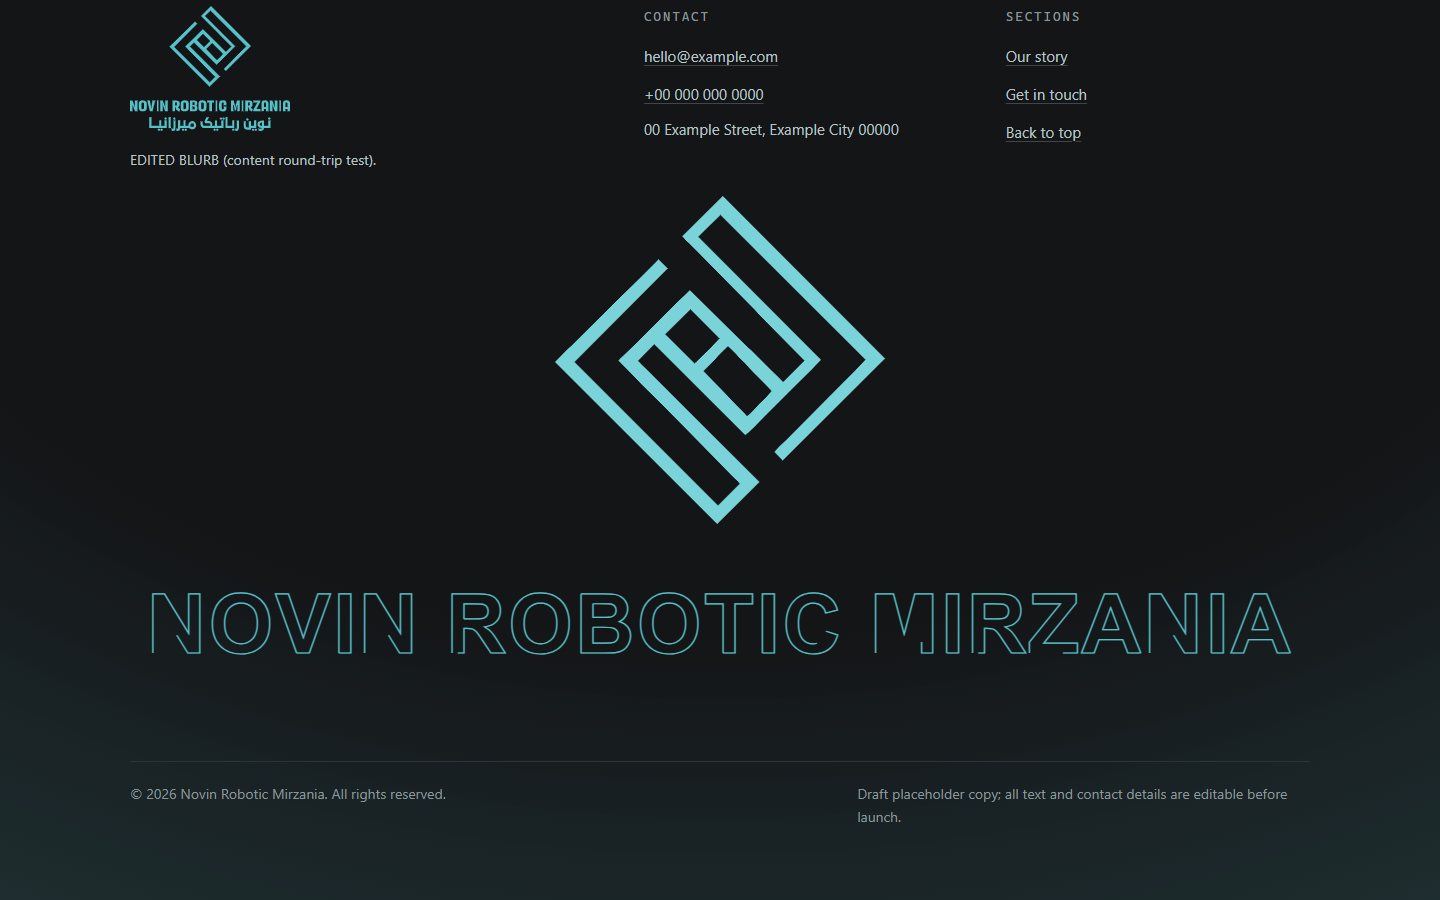 NOVIN ROBOTIC MIRZANIA
نوین رباتیک میرزانیا
EDITED BLURB (content round-trip test).
CONTACT
hello@example.com
+00 000 000 0000
00 Example Street, Example City 00000
SECTIONS
Our story
Get in touch
Back to top
NOVIN ROBOTIC MIRZANIA
© 2026 Novin Robotic Mirzania. All rights reserved.
Draft placeholder copy; all text and contact details are editable before
launch.